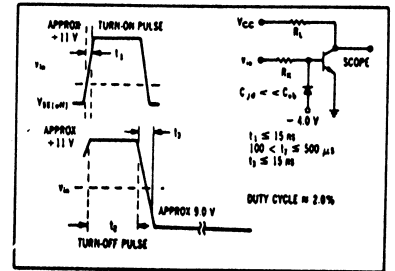 APPROX
+11 V
TURN-ON PULSE
t1
Vin
VBE(off)
APPROX
+11 V
t3
Vin
APPROX 9.0 V
t2
TURN-OFF PULSE
VCC
RL
Vin
RK
SCOPE
Cjd << Ceb
-4.0 V
t1 ≤ 15 ns
100 < t2 ≤ 500 μs
t3 ≤ 15 ns
DUTY CYCLE ≈ 2.0%